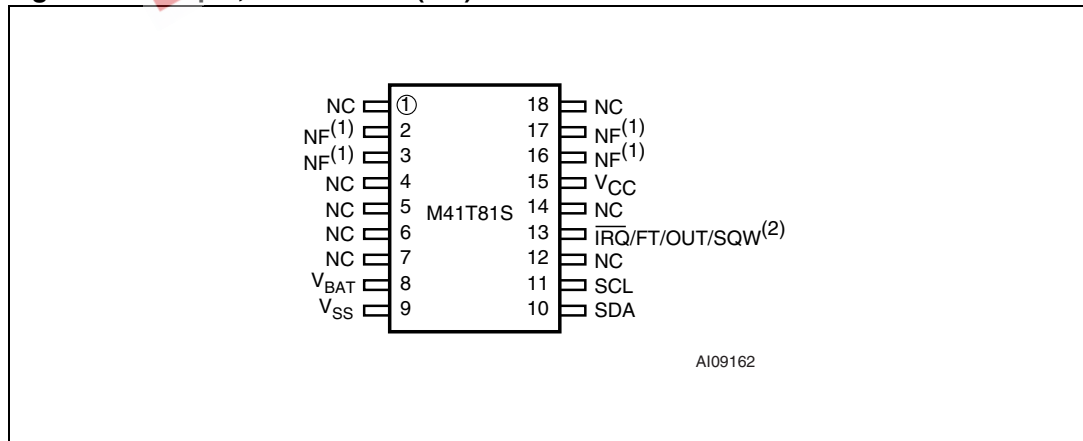 NC 1 18 NC
NF(1) 2 17 NF(1)
NF(1) 3 16 NF(1)
NC 4 15 VCC
NC 5 M41T81S 14 NC
NC 6 13 IRQ/FT/OUT/SQW(2)
NC 7 12 NC
VBAT 8 11 SCL
VSS 9 10 SDA
AI09162